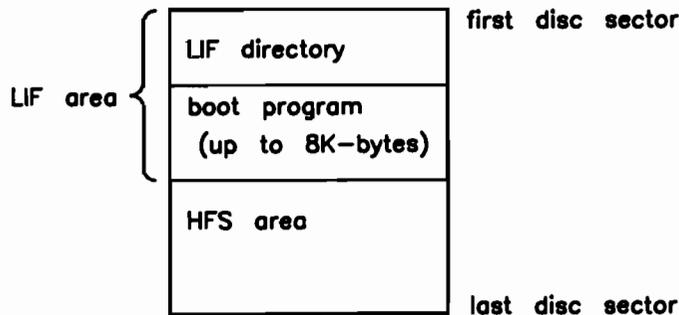 first disc sector
LIF directory
LIF area
boot program
(up to 8K-bytes)
HFS area
last disc sector